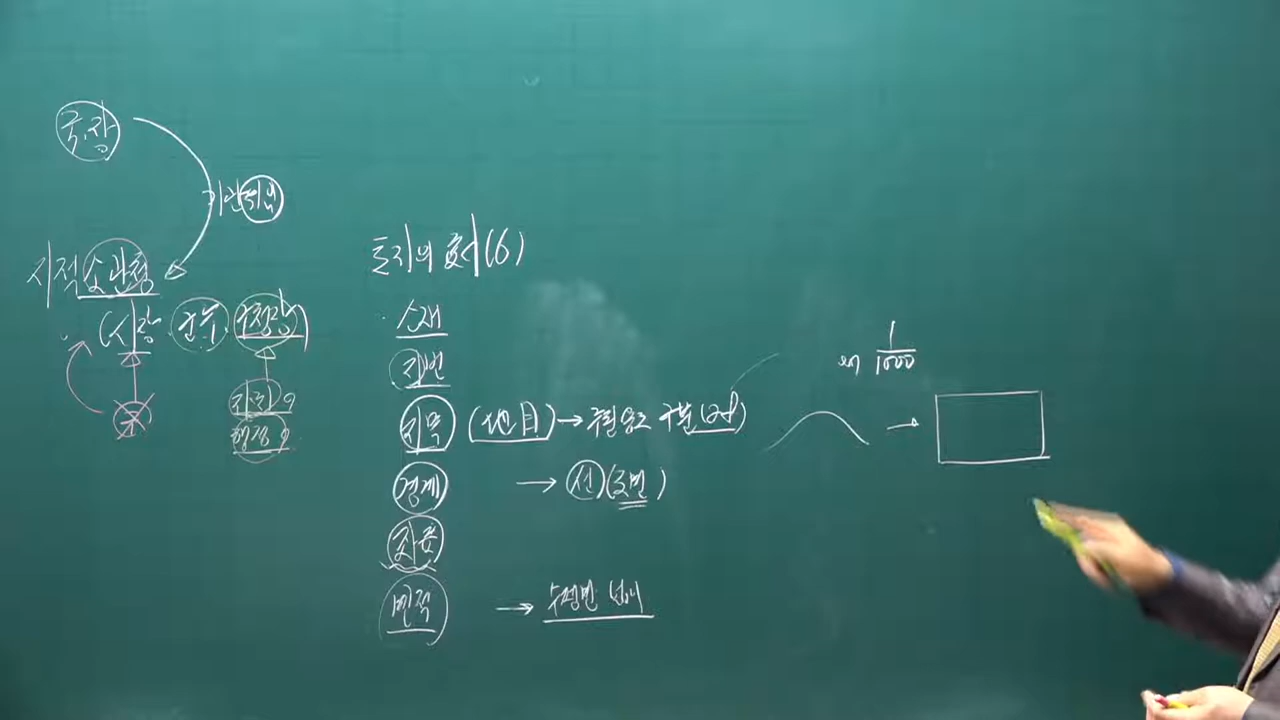 국.장
기관위임
지적소관청
(시장 군수 구청장)
자치구
행정구
토지의 표시(6)
소재
지번
지목 (地目) → 주된 용도 구분(28)
경계 → 선(도면)
좌표
면적 → 수평면 넓이
1/1000